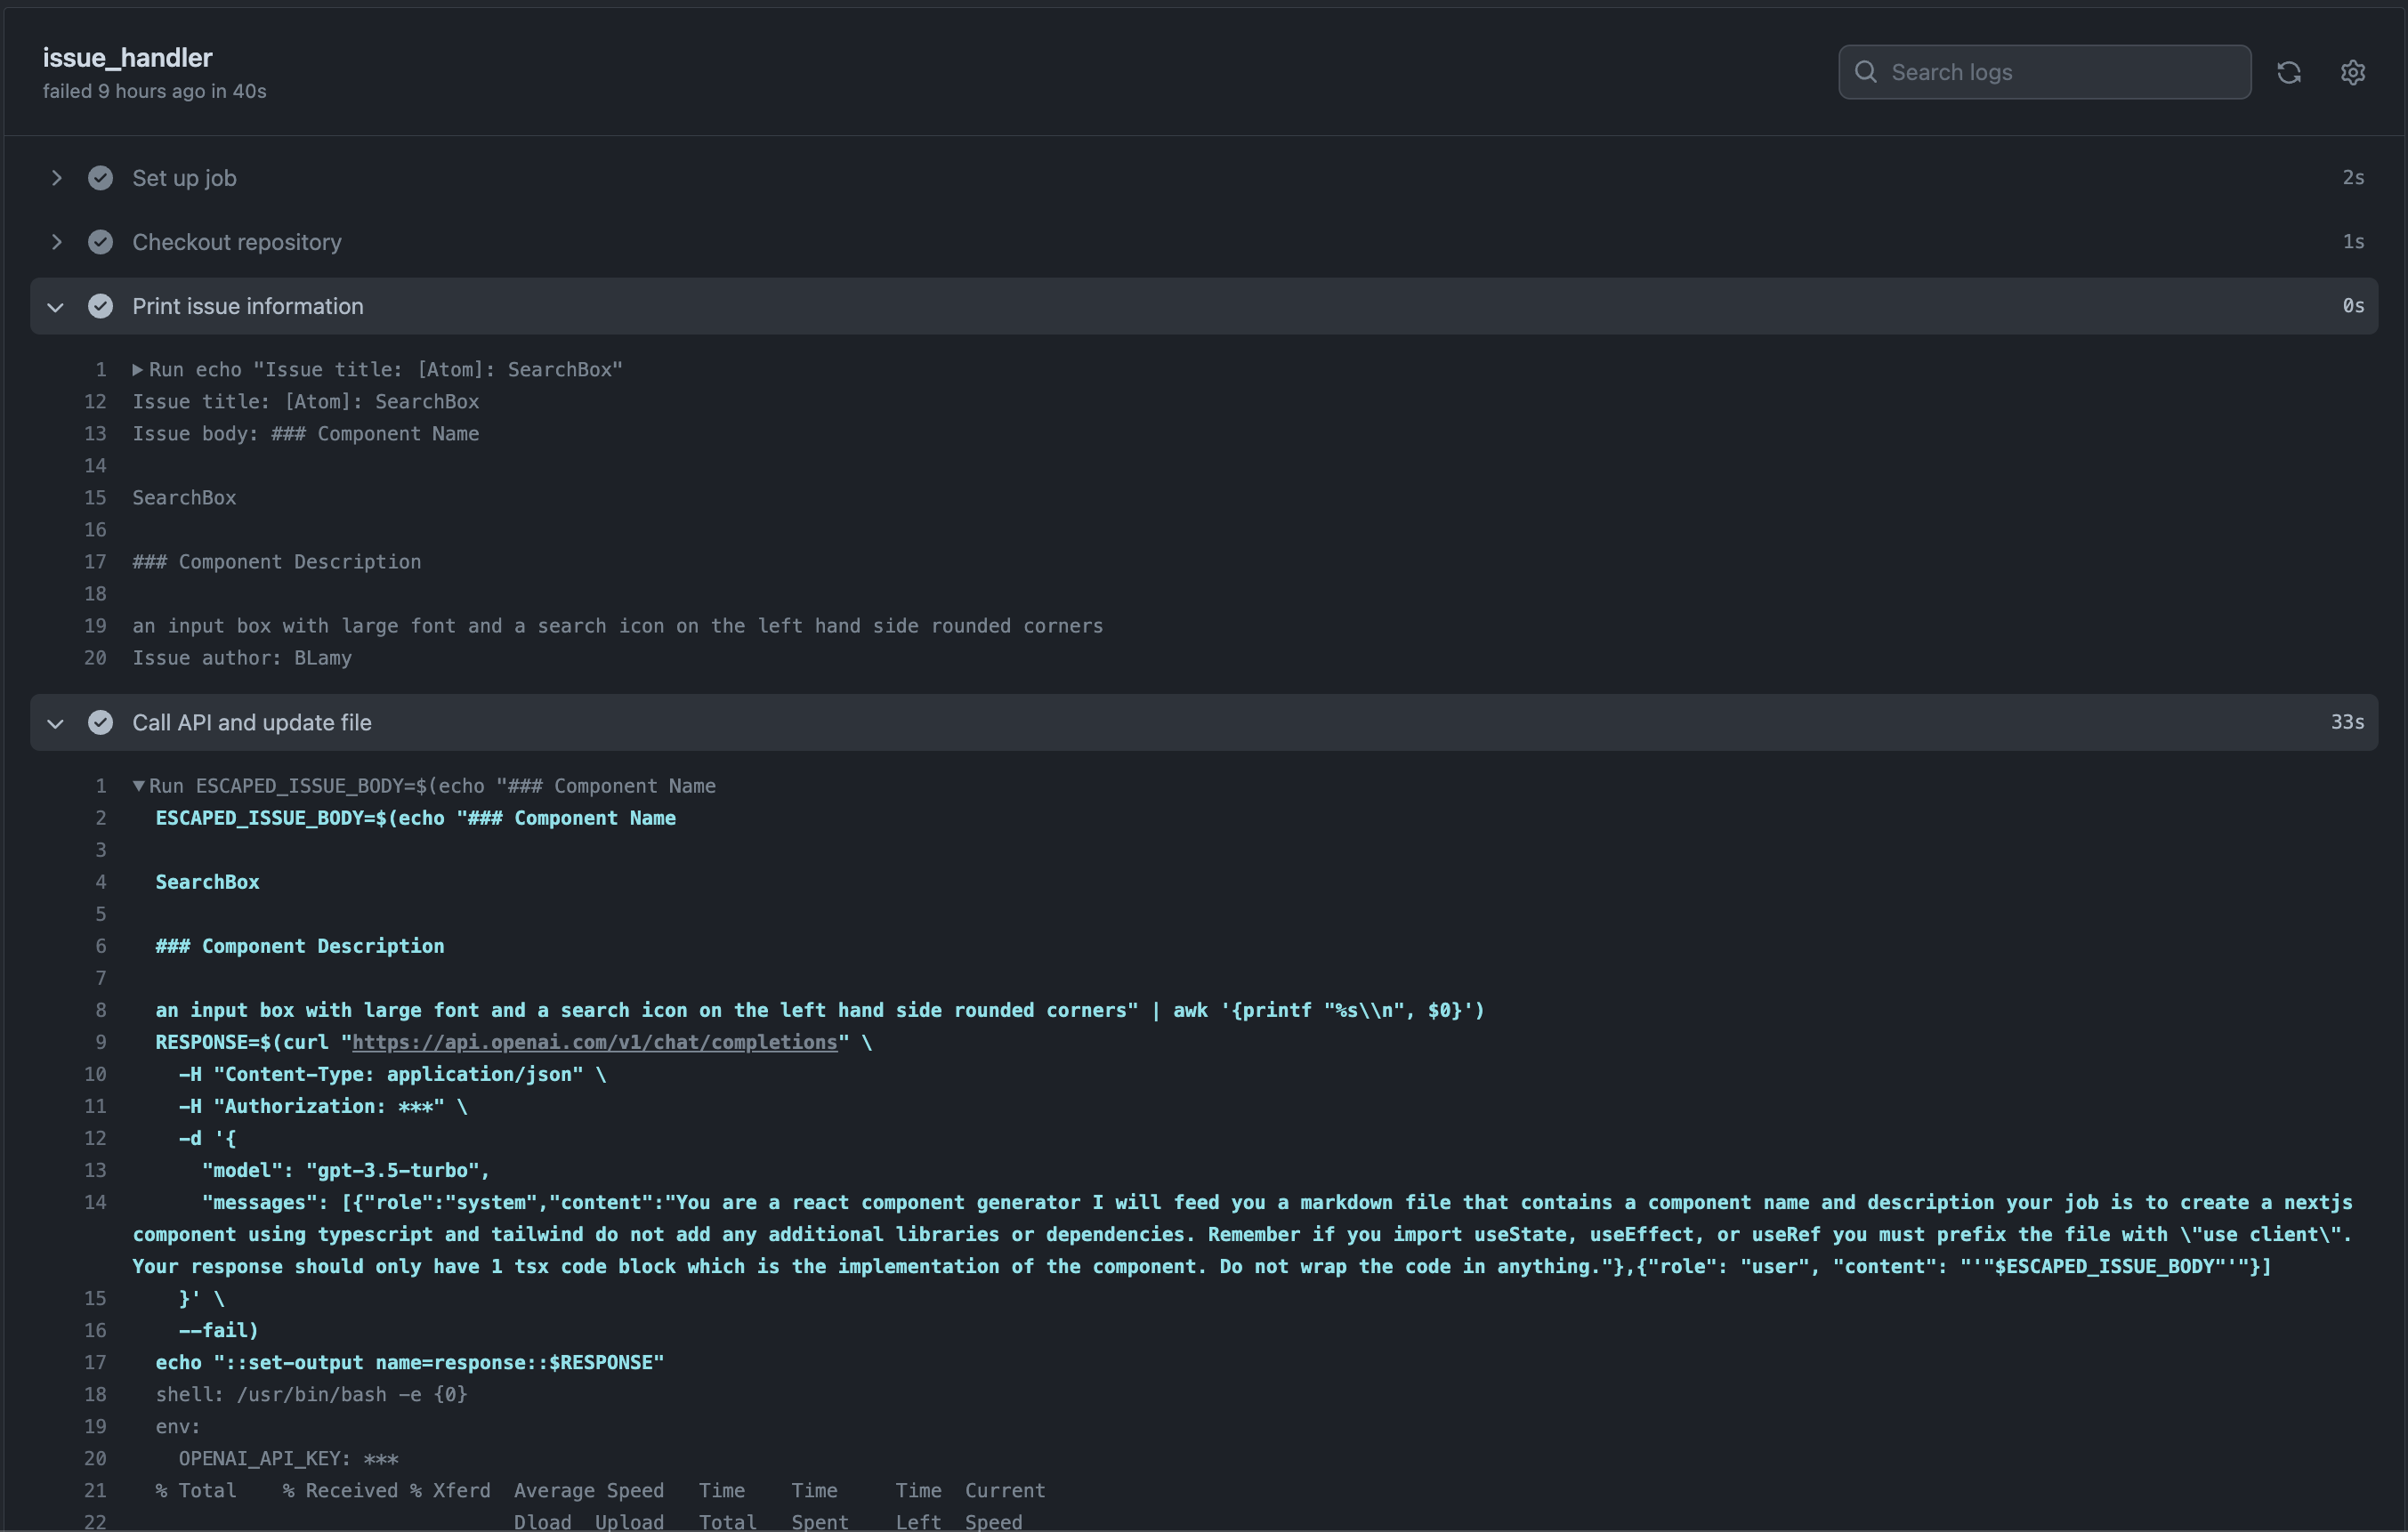 issue_handler
failed 9 hours ago in 40s
Search logs
Set up job 2s
Checkout repository 1s
Print issue information 0s
1 Run echo "Issue title: [Atom]: SearchBox"
12 Issue title: [Atom]: SearchBox
13 Issue body: ### Component Name
14
15 SearchBox
16
17 ### Component Description
18
19 an input box with large font and a search icon on the left hand side rounded corners
20 Issue author: BLamy
Call API and update file 33s
1 Run ESCAPED_ISSUE_BODY=$(echo "### Component Name
2 ESCAPED_ISSUE_BODY=$(echo "### Component Name
3
4 SearchBox
5
6 ### Component Description
7
8 an input box with large font and a search icon on the left hand side rounded corners" | awk '{printf "%s\\n", $0}')
9 RESPONSE=$(curl "https://api.openai.com/v1/chat/completions" \
10 -H "Content-Type: application/json" \
11 -H "Authorization: ***" \
12 -d '{
13 "model": "gpt-3.5-turbo",
14 "messages": [{"role":"system","content":"You are a react component generator I will feed you a markdown file that contains a component name and description your job is to create a nextjs
component using typescript and tailwind do not add any additional libraries or dependencies. Remember if you import useState, useEffect, or useRef you must prefix the file with \"use client\".
Your response should only have 1 tsx code block which is the implementation of the component. Do not wrap the code in anything."},{"role": "user", "content": "'"$ESCAPED_ISSUE_BODY"'"}]
15 }' \
16 --fail)
17 echo "::set-output name=response::$RESPONSE"
18 shell: /usr/bin/bash -e {0}
19 env:
20 OPENAI_API_KEY: ***
21 % Total % Received % Xferd Average Speed Time Time Time Current
22 Dload Upload Total Spent Left Speed